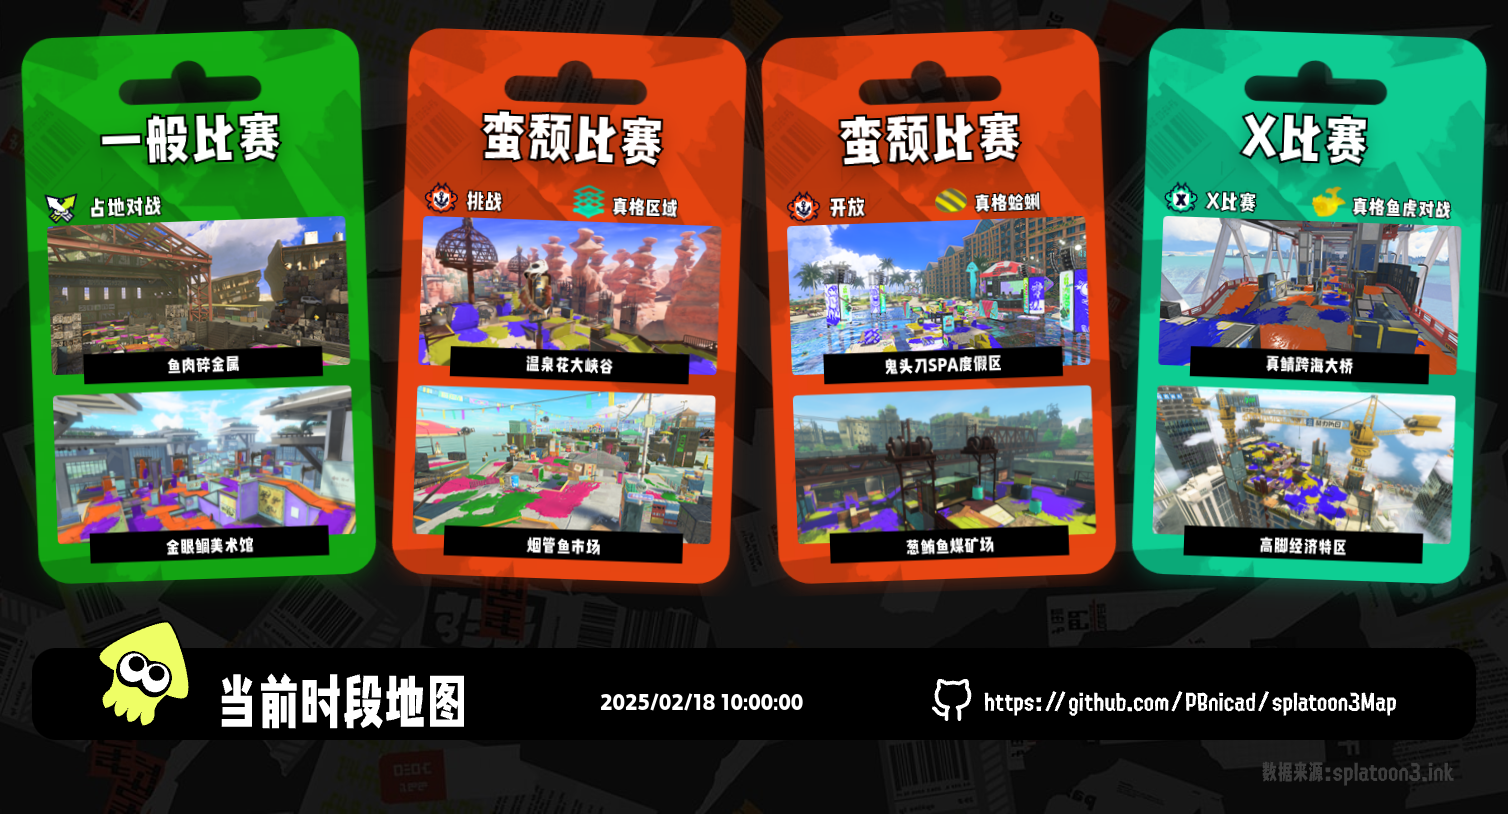 一般比赛
占地对战
鱼肉碎金属
金眼鲷美术馆
蛮颓比赛
挑战
真格区域
温泉花大峡谷
烟管鱼市场
蛮颓比赛
开放
真格蛤蜊
鬼头刀SPA度假区
葱鲔鱼煤矿场
X比赛
X比赛
真格鱼虎对战
真鲭跨海大桥
高脚经济特区
当前时段地图
2025/02/18 10:00:00
https://github.com/PBnicad/splatoon3Map
数据来源:splatoon3.ink